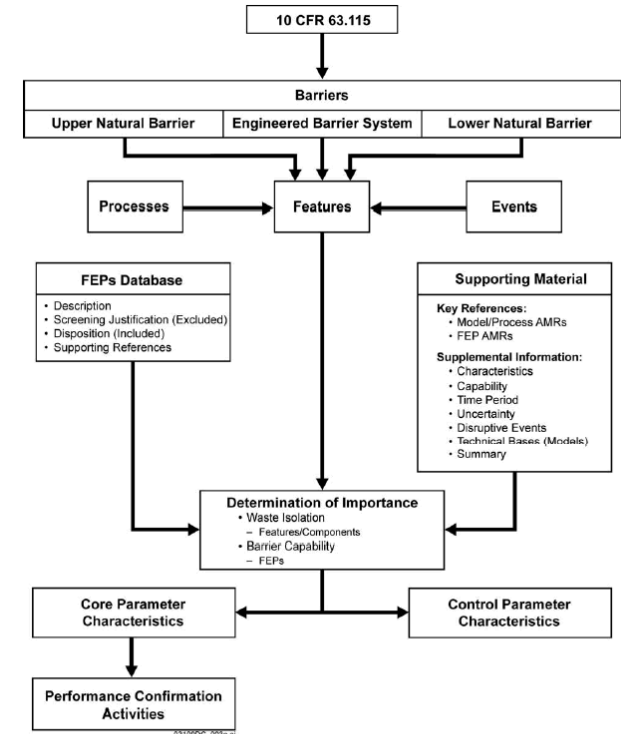 10 CFR 63.115
Barriers
Upper Natural Barrier
Engineered Barrier System
Lower Natural Barrier
Processes
Features
Events
FEPs Database
• Description
• Screening Justification (Excluded)
• Disposition (Included)
• Supporting References
Supporting Material
Key References:
• Model/Process AMRs
• FEP AMRs
Supplemental Information:
• Characteristics
• Capability
• Time Period
• Uncertainty
• Disruptive Events
• Technical Bases (Models)
• Summary
Determination of Importance
• Waste Isolation
– Features/Components
• Barrier Capability
– FEPs
Core Parameter
Characteristics
Control Parameter
Characteristics
Performance Confirmation
Activities